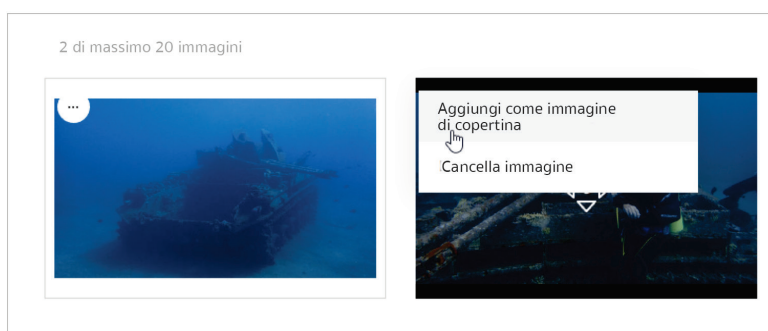 2 di massimo 20 immagini
...
Aggiungi come immagine
di copertina
Cancella immagine